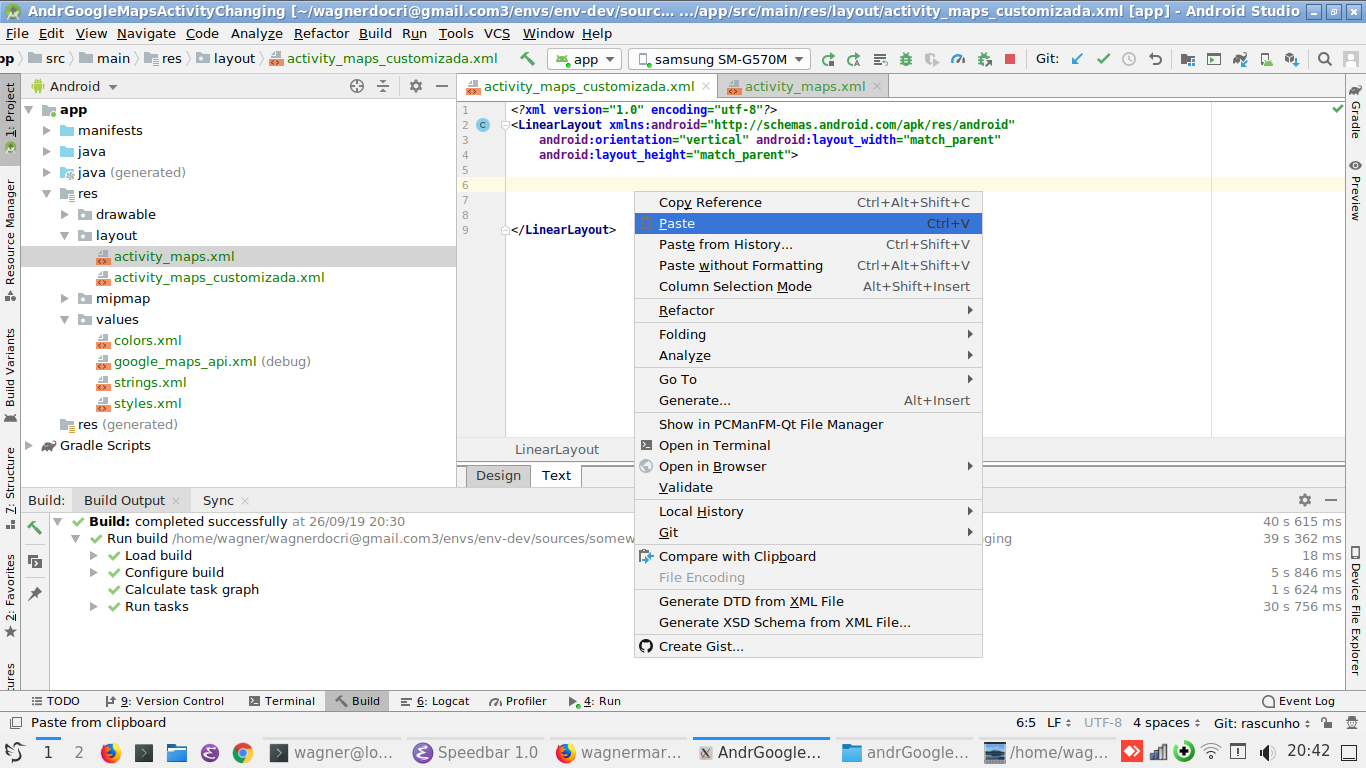 AndrGoogleMapsActivityChanging [~/wagnerdocri@gmail.com3/envs/env-dev/sourc... .../app/src/main/res/layout/activity_maps_customizada.xml [app] - Android Studio
File Edit View Navigate Code Analyze Refactor Build Run Tools VCS Window Help
pp src main res layout activity_maps_customizada.xml app samsung SM-G570M Git:
Android
activity_maps_customizada.xml activity_maps.xml
1: Project
Resource Manager
Build Variants
7: Structure
2: Favorites
ures
app
manifests
java
java (generated)
res
drawable
layout
activity_maps.xml
activity_maps_customizada.xml
mipmap
values
colors.xml
google_maps_api.xml (debug)
strings.xml
styles.xml
res (generated)
Gradle Scripts
1 <?xml version="1.0" encoding="utf-8"?>
2 C <LinearLayout xmlns:android="http://schemas.android.com/apk/res/android"
3 android:orientation="vertical" android:layout_width="match_parent"
4 android:layout_height="match_parent">
5
6
7
8
9 </LinearLayout>
LinearLayout
Design Text
Copy Reference Ctrl+Alt+Shift+C
Paste Ctrl+V
Paste from History... Ctrl+Shift+V
Paste without Formatting Ctrl+Alt+Shift+V
Column Selection Mode Alt+Shift+Insert
Refactor
Folding
Analyze
Go To
Generate... Alt+Insert
Show in PCManFM-Qt File Manager
Open in Terminal
Open in Browser
Validate
Local History
Git
Compare with Clipboard
File Encoding
Generate DTD from XML File
Generate XSD Schema from XML File...
Create Gist...
Gradle
Preview
Device File Explorer
Build: Build Output Sync
Build: completed successfully at 26/09/19 20:30 40 s 615 ms
Run build /home/wagner/wagnerdocri@gmail.com3/envs/env-dev/sources/somew ging 39 s 362 ms
Load build 18 ms
Configure build 5 s 846 ms
Calculate task graph 1 s 624 ms
Run tasks 30 s 756 ms
TODO 9: Version Control Terminal Build 6: Logcat Profiler 4: Run Event Log
Paste from clipboard 6:5 LF UTF-8 4 spaces Git: rascunho
1 2 wagner@lo... Speedbar 1.0 wagnermar... AndrGoogle... andrGoogle... /home/wag... 20:42